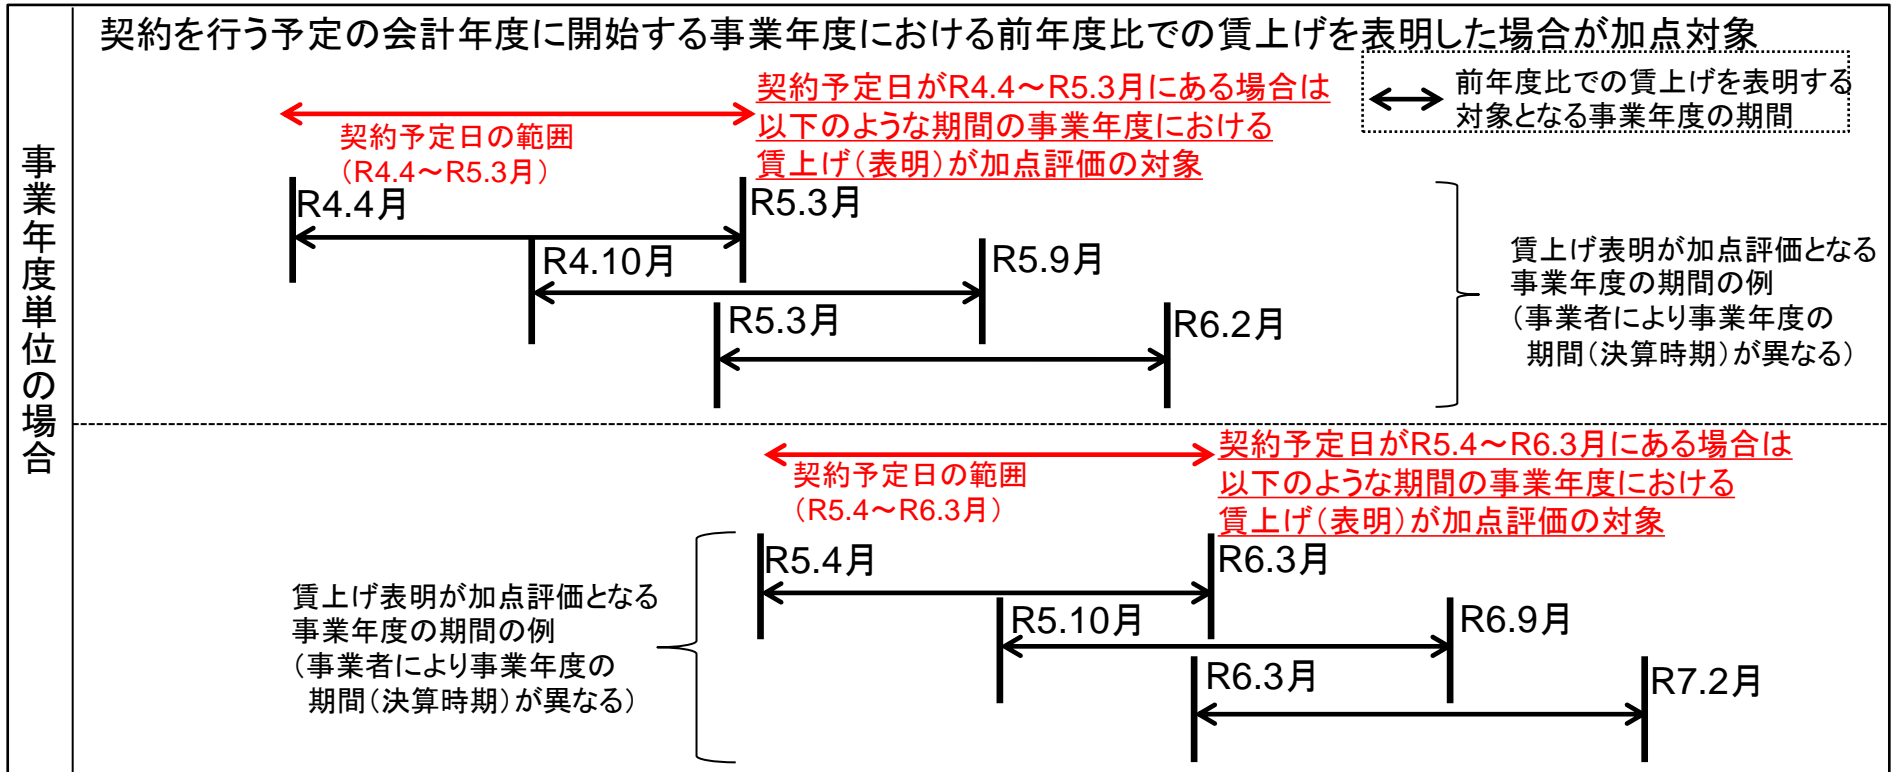 契約を行う予定の会計年度に開始する事業年度における前年度比での賃上げを表明した場合が加点対象
事業年度単位の場合
前年度比での賃上げを表明する
対象となる事業年度の期間
契約予定日がR4.4～R5.3月にある場合は
以下のような期間の事業年度における
賃上げ（表明）が加点評価の対象
契約予定日の範囲
（R4.4～R5.3月）
R4.4月
R5.3月
R4.10月
R5.9月
R5.3月
R6.2月
賃上げ表明が加点評価となる
事業年度の期間の例
（事業者により事業年度の
期間（決算時期）が異なる）
契約予定日がR5.4～R6.3月にある場合は
以下のような期間の事業年度における
賃上げ（表明）が加点評価の対象
契約予定日の範囲
（R5.4～R6.3月）
R5.4月
R6.3月
R5.10月
R6.9月
R6.3月
R7.2月
賃上げ表明が加点評価となる
事業年度の期間の例
（事業者により事業年度の
期間（決算時期）が異なる）